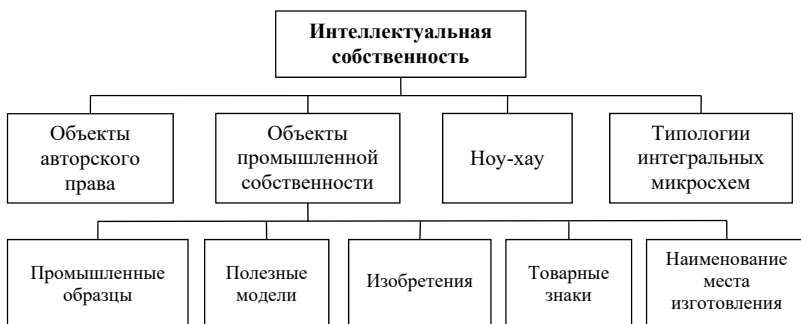 Интеллектуальная
собственность
Объекты
авторского
права
Объекты
промышленной
собственности
Ноу-хау
Типологии
интегральных
микросхем
Промышленные
образцы
Полезные
модели
Изобретения
Товарные
знаки
Наименование
места
изготовления